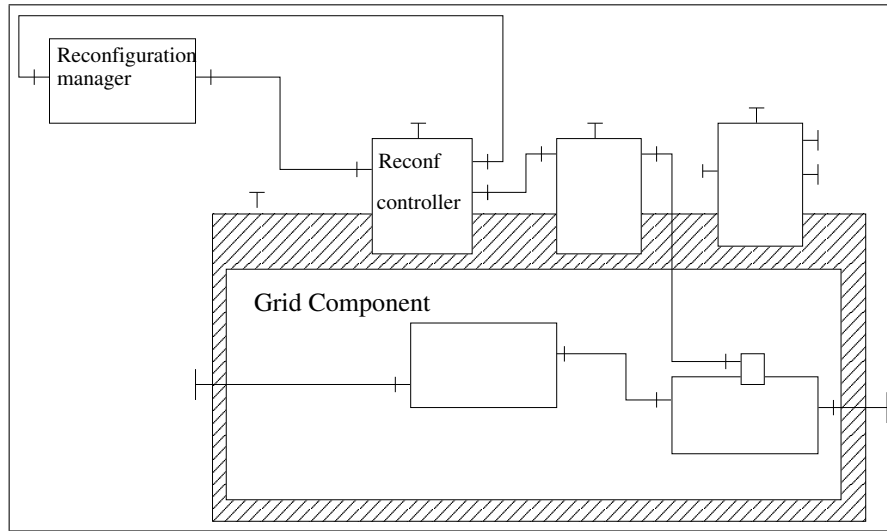 Reconfiguration
manager
Reconf
controller
Grid Component